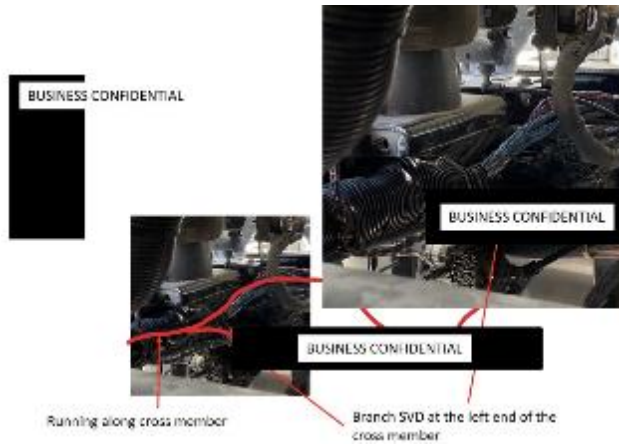 BUSINESS CONFIDENTIAL
BUSINESS CONFIDENTIAL
BUSINESS CONFIDENTIAL
Running along cross member
Branch SVD at the left end of the
cross member